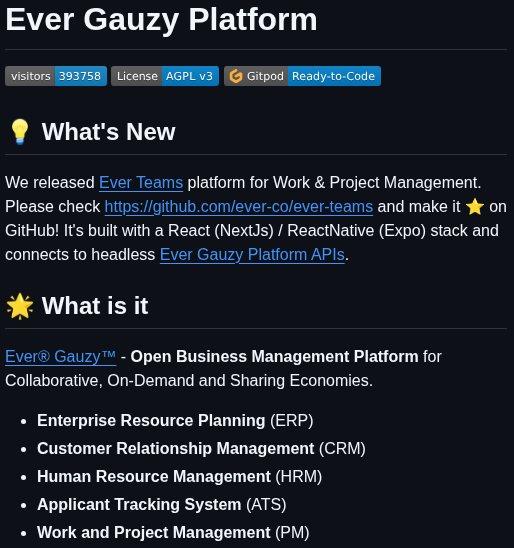 Ever Gauzy Platform
visitors 393758 License AGPL v3 Gitpod Ready-to-Code
💡 What's New
We released Ever Teams platform for Work & Project Management.
Please check https://github.com/ever-co/ever-teams and make it ⭐ on
GitHub! It's built with a React (NextJs) / ReactNative (Expo) stack and
connects to headless Ever Gauzy Platform APIs.
🌟 What is it
Ever® Gauzy™ - Open Business Management Platform for
Collaborative, On-Demand and Sharing Economies.
• Enterprise Resource Planning (ERP)
• Customer Relationship Management (CRM)
• Human Resource Management (HRM)
• Applicant Tracking System (ATS)
• Work and Project Management (PM)